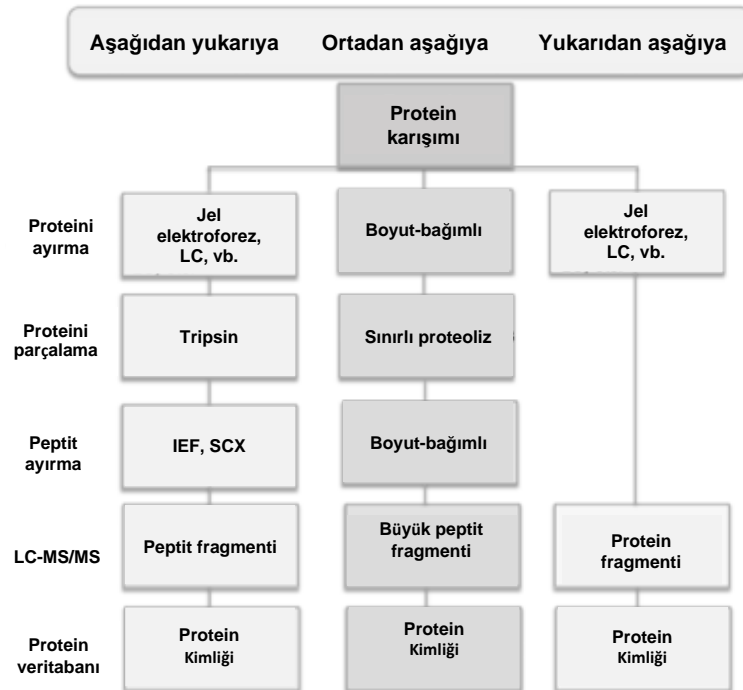 Aşağıdan yukarıya Ortadan aşağıya Yukarıdan aşağıya
Protein
karışımı
Proteini
ayırma
Jel
elektroforez,
LC, vb.
Boyut-bağımlı
Jel
elektroforez,
LC, vb.
Proteini
parçalama
Tripsin
Sınırlı proteoliz
Peptit
ayırma
IEF, SCX
Boyut-bağımlı
LC-MS/MS
Peptit fragmenti
Büyük peptit
fragmenti
Protein
fragmenti
Protein
veritabanı
Protein
Kimliği
Protein
Kimliği
Protein
Kimliği